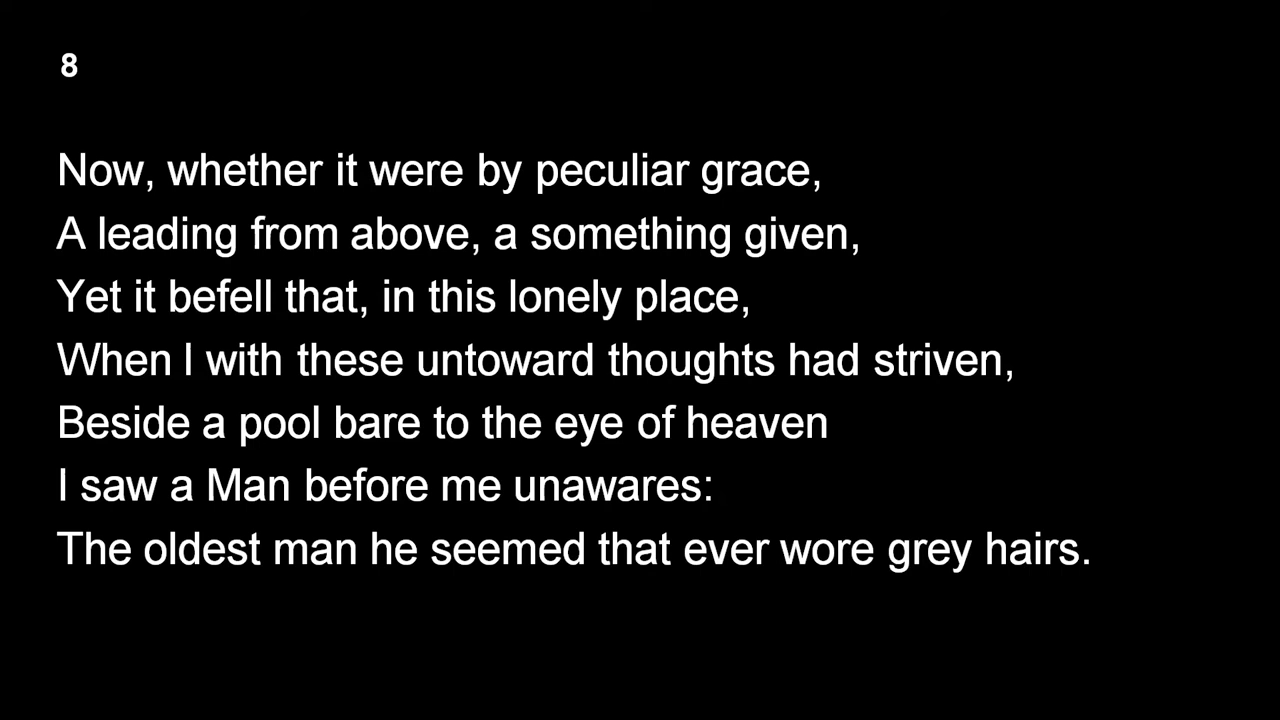 8
Now, whether it were by peculiar grace,
A leading from above, a something given,
Yet it befell that, in this lonely place,
When I with these untoward thoughts had striven,
Beside a pool bare to the eye of heaven
I saw a Man before me unawares:
The oldest man he seemed that ever wore grey hairs.